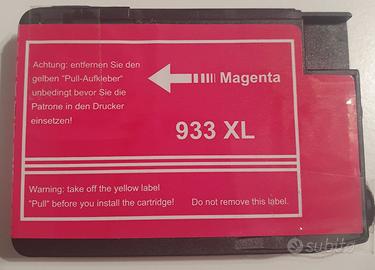 Achtung: entfernen Sie den
gelben "Pull-Aufkleber"
unbedingt bevor Sie die
Patrone in den Drucker
einsetzen!
Magenta
933 XL
Warning: take off the yellow label
"Pull" before you install the cartridge!
Do not remove this label.
subito